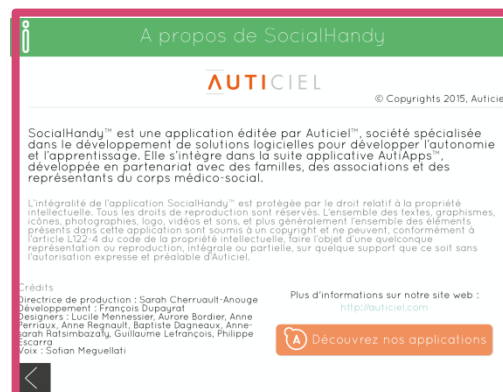 A propos de SocialHandy
AUTICIEL
© Copyrights 2015, Auticie
SocialHandy™ est une application éditée par Auticiel™, société spécialisée
dans le développement de solutions logicielles pour développer l'autonomie
et l'apprentissage. Elle s'intègre dans la suite applicative AutiApps™,
développée en partenariat avec des familles, des associations et des
représentants du corps médico-social.
L'intégralité de l'application SocialHandy™ est protégée par le droit relatif à la propriété
intellectuelle. Tous les droits de reproduction sont réservés. L'ensemble des textes, graphismes,
icônes, photographies, logo, vidéos et sons, et plus généralement l'ensemble des éléments
présents dans cette application sont soumis à un copyright et ne peuvent, conformément à
l'article L122-4 du code de la propriété intellectuelle, faire l'objet d'une quelconque
représentation ou reproduction, intégrale ou partielle, sur quelque support que ce soit sans
l'autorisation expresse et préalable d'Auticiel.
Crédits
Directrice de production : Sarah Cherruault-Anouge
Développement : François Dupayrat
Designers : Lucile Mennessier, Aurore Bordier, Anne
Perriaux, Anne Regnault, Baptiste Dagneaux, Anne-
Sarah Ratsimbazafy, Guillaume Lefrançois, Philippe
Escarra
Voix : Sofian Meguellati
Plus d'informations sur notre site web :
http://auticiel.com
A Découvrez nos applications